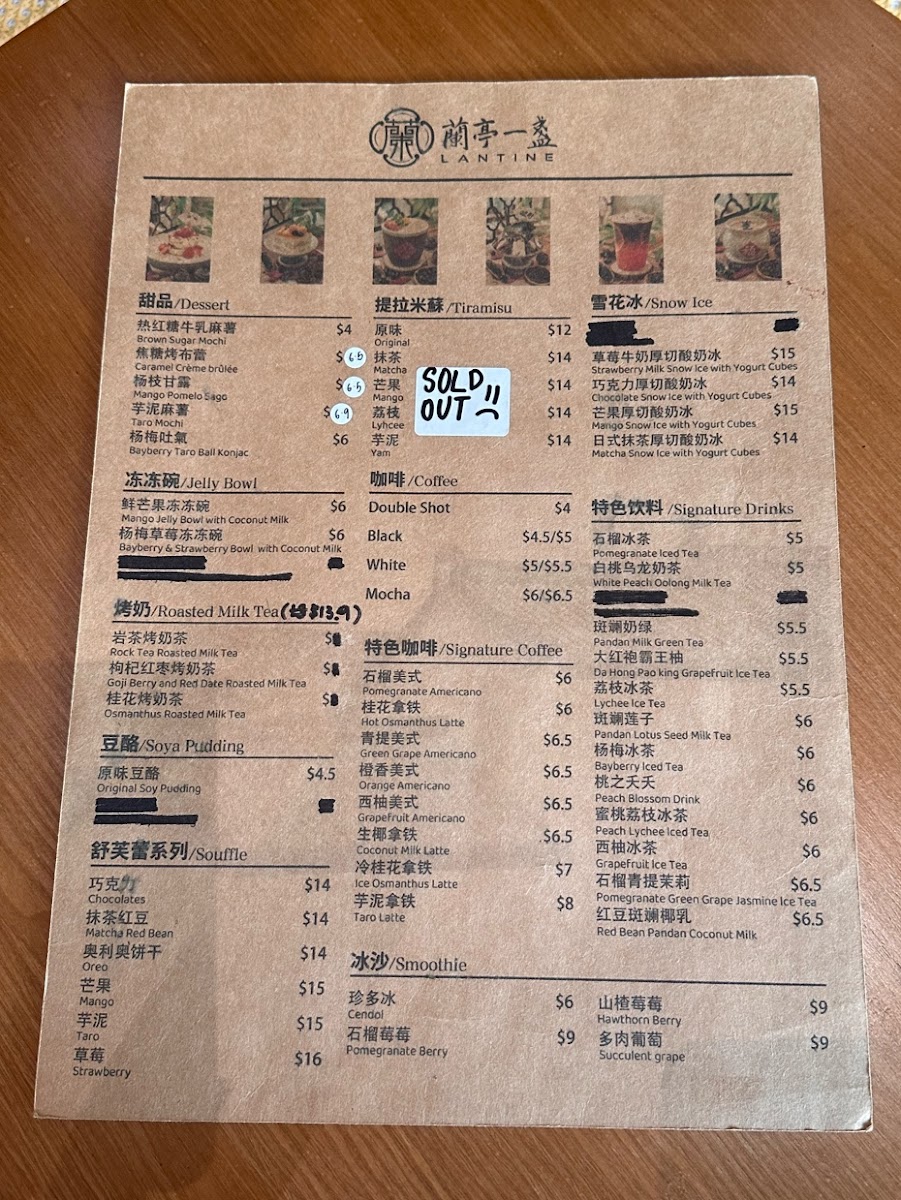 蘭 蘭亭一盏
LANTINE
甜品/Dessert
热红糖牛乳麻薯 $4
Brown Sugar Mochi
焦糖烤布蕾 $6.5
Caramel Crème brûlée
杨枝甘露 $6.5
Mango Pomelo Sago
芋泥麻薯 $6.9
Taro Mochi
杨梅吐氣 $6
Bayberry Taro Ball Konjac
冻冻碗/Jelly Bowl
鲜芒果冻冻碗 $6
Mango Jelly Bowl with Coconut Milk
杨梅草莓冻冻碗 $6
Bayberry & Strawberry Bowl with Coconut Milk
烤奶/Roasted Milk Tea ( $13.9)
岩茶烤奶茶 $
Rock Tea Roasted Milk Tea
枸杞红枣烤奶茶 $
Goji Berry and Red Date Roasted Milk Tea
桂花烤奶茶 $
Osmanthus Roasted Milk Tea
豆酪/Soya Pudding
原味豆酪 $4.5
Original Soy Pudding
舒芙蕾系列/Souffle
巧克力 $14
Chocolates
抹茶红豆 $14
Matcha Red Bean
奥利奥饼干 $14
Oreo
芒果 $15
Mango
芋泥 $15
Taro
草莓 $16
Strawberry
提拉米蘇/Tiramisu
原味 $12
Original
抹茶 $14
Matcha
芒果 $14
Mango
荔枝 $14
Lyhcee
芋泥 $14
Yam
SOLD
OUT
咖啡/Coffee
Double Shot $4
Black $4.5/$5
White $5/$5.5
Mocha $6/$6.5
特色咖啡/Signature Coffee
石榴美式 $6
Pomegranate Americano
桂花拿铁 $6
Hot Osmanthus Latte
青提美式 $6.5
Green Grape Americano
橙香美式 $6.5
Orange Americano
西柚美式 $6.5
Grapefruit Americano
生椰拿铁 $6.5
Coconut Milk Latte
冷桂花拿铁 $7
Ice Osmanthus Latte
芋泥拿铁 $8
Taro Latte
雪花冰/Snow Ice
草莓牛奶厚切酸奶冰 $15
Strawberry Milk Snow Ice with Yogurt Cubes
巧克力厚切酸奶冰 $14
Chocolate Snow Ice with Yogurt Cubes
芒果厚切酸奶冰 $15
Mango Snow Ice with Yogurt Cubes
日式抹茶厚切酸奶冰 $14
Matcha Snow Ice with Yogurt Cubes
特色饮料/Signature Drinks
石榴冰茶 $5
Pomegranate Iced Tea
白桃乌龙奶茶 $5
White Peach Oolong Milk Tea
斑斓奶绿 $5.5
Pandan Milk Green Tea
大红袍霸王柚 $5.5
Da Hong Pao king Grapefruit Ice Tea
荔枝冰茶 $5.5
Lychee Ice Tea
斑斓莲子 $6
Pandan Lotus Seed Milk Tea
杨梅冰茶 $6
Bayberry Iced Tea
桃之夭夭 $6
Peach Blossom Drink
蜜桃荔枝冰茶 $6
Peach Lychee Iced Tea
西柚冰茶 $6
Grapefruit Ice Tea
石榴青提茉莉 $6.5
Pomegranate Green Grape Jasmine Ice Tea
红豆斑斓椰乳 $6.5
Red Bean Pandan Coconut Milk
冰沙/Smoothie
珍多冰 $6
Cendol
石榴莓莓 $9
Pomegranate Berry
山楂莓莓 $9
Hawthorn Berry
多肉葡萄 $9
Succulent grape